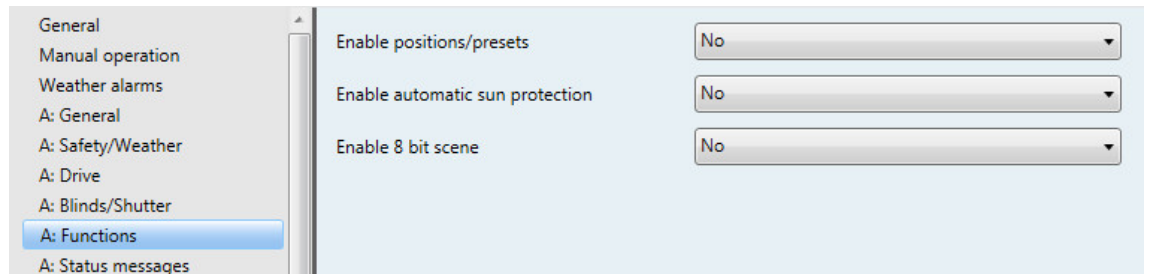 General
Manual operation
Weather alarms
A: General
A: Safety/Weather
A: Drive
A: Blinds/Shutter
A: Functions
A: Status messages
Enable positions/presets No
Enable automatic sun protection No
Enable 8 bit scene No